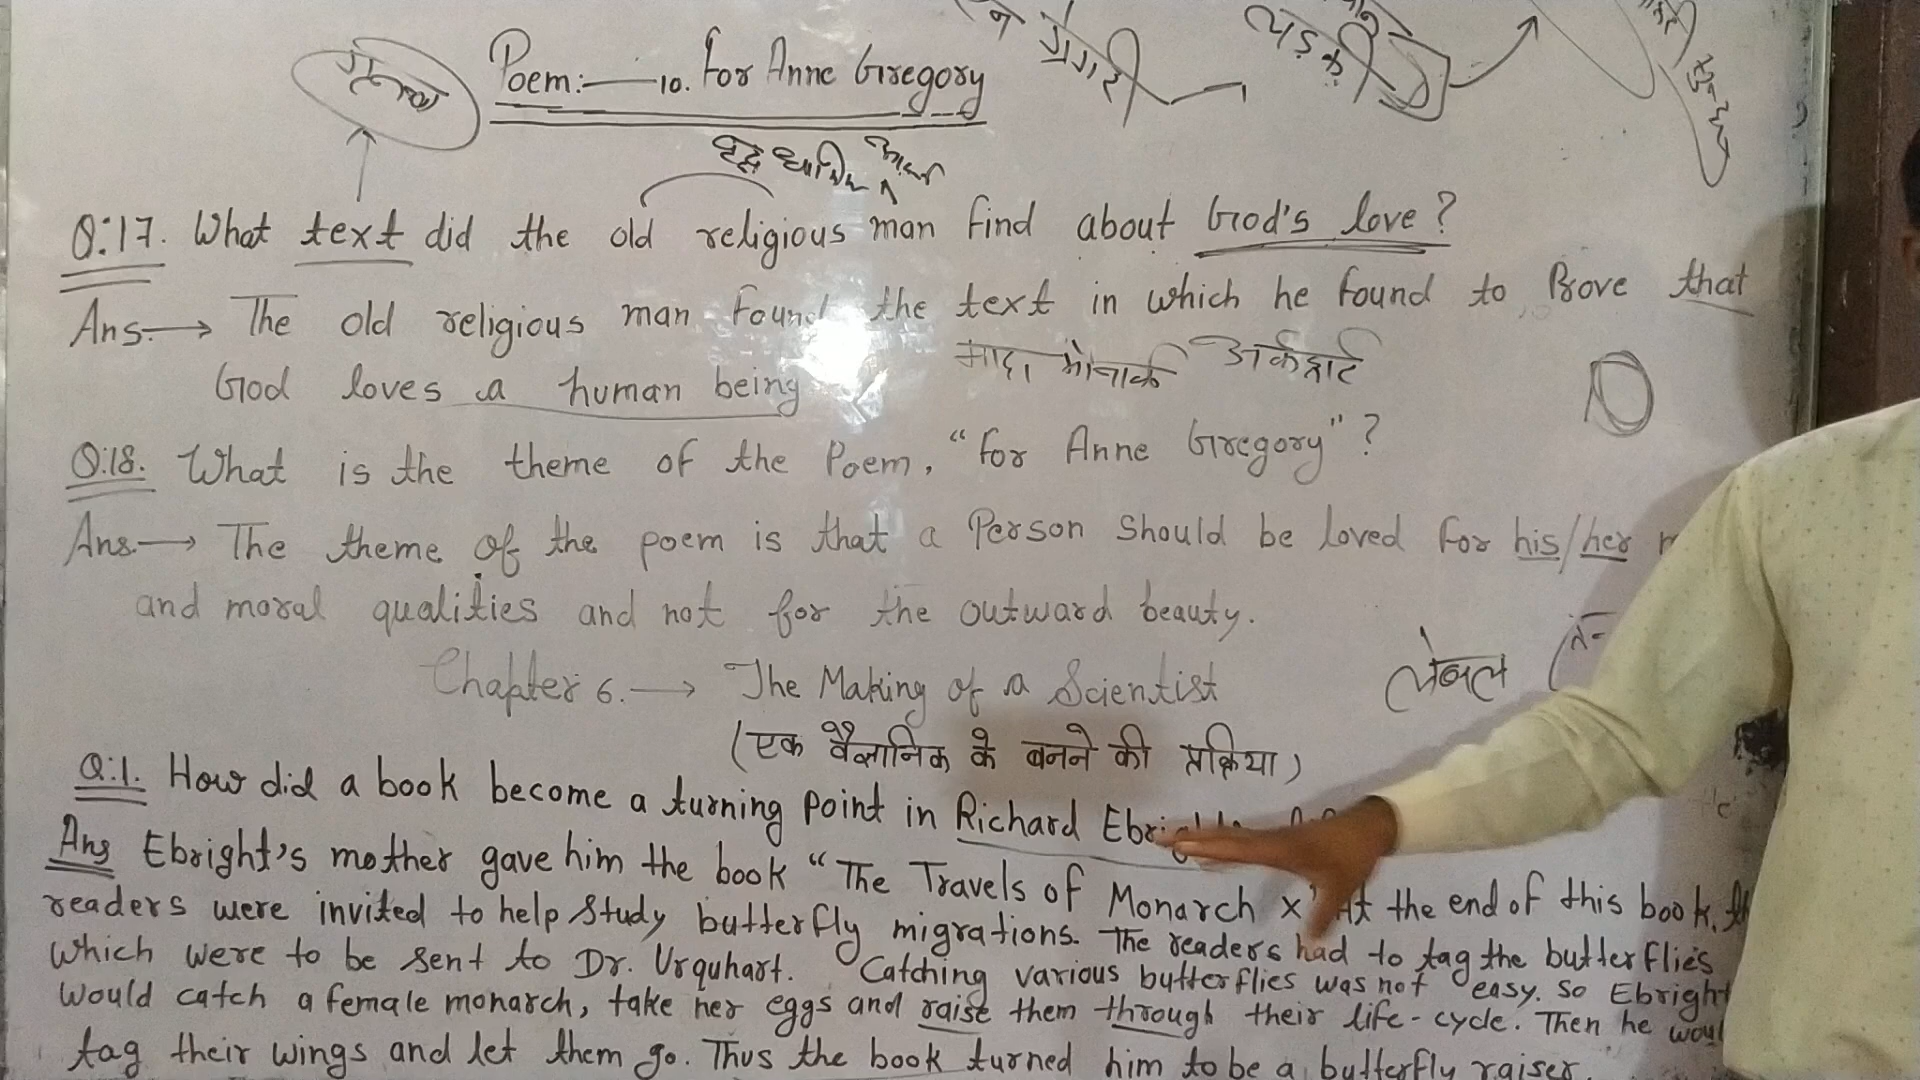 Poem:— 10. For Anne Gregory
Q:17. What text did the old religious man find about God's love?
Ans.→ The old religious man found the text in which he found to Prove that
God loves a human being
मादा मोनार्क अर्कहार्ट
Q:18. What is the theme of the Poem, "for Anne Gregory"?
Ans.→ The theme of the poem is that a Person should be loved for his/her
and moral qualities and not for the outward beauty.
लेबल
Chapter 6.→ The Making of a Scientist
(एक वैज्ञानिक के बनने की प्रक्रिया)
Q:1. How did a book become a turning point in Richard
Ans Ebright's mother gave him the book "The Travels of Monarch X' At the end of this book,
readers were invited to help study butterfly migrations. The readers had to tag the butterflies
which were to be sent to Dr. Urquhart. Catching various butterflies was not easy. So Ebright
would catch a female monarch, take her eggs and raise them through their life-cycle. Then he
tag their wings and let them go. Thus the book turned him to be a butterfly raiser.